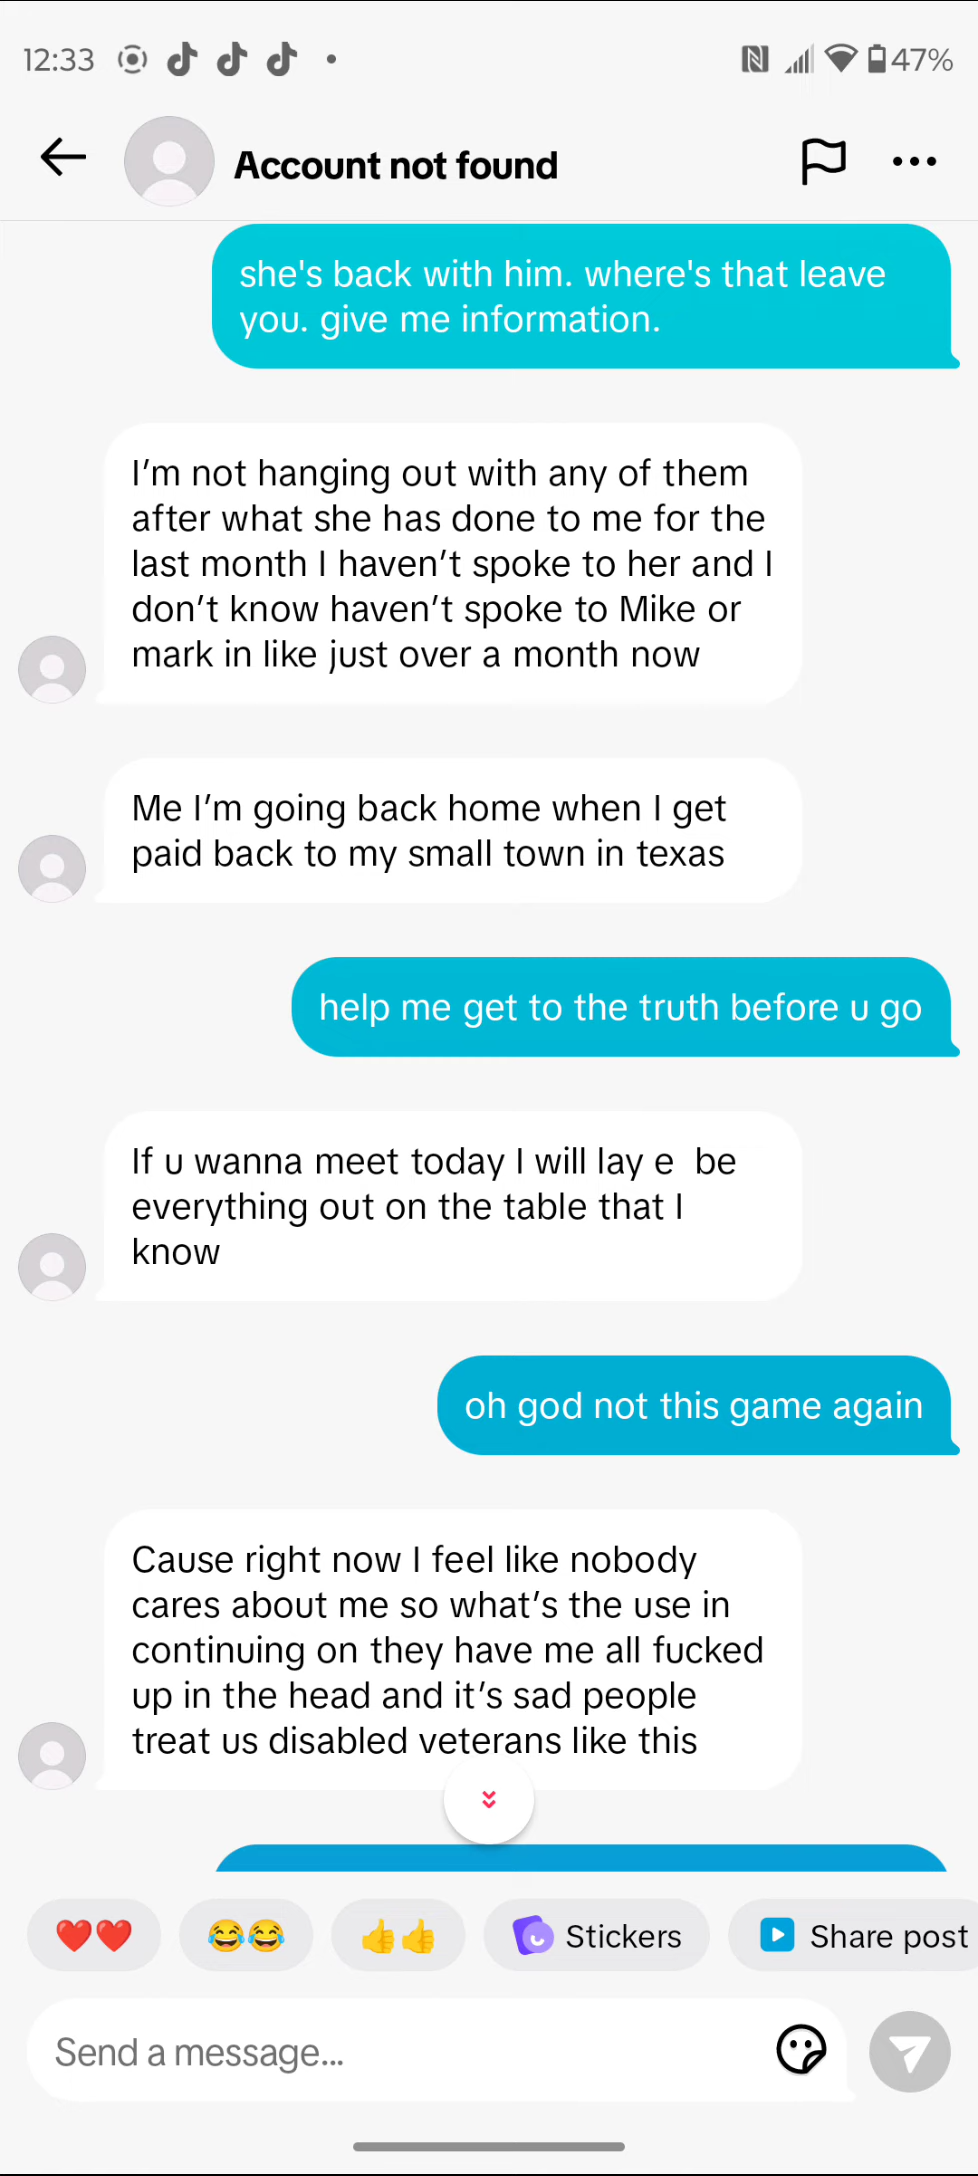 12:33
47%
Account not found
she's back with him. where's that leave
you. give me information.
I'm not hanging out with any of them
after what she has done to me for the
last month I haven't spoke to her and I
don't know haven't spoke to Mike or
mark in like just over a month now
Me I'm going back home when I get
paid back to my small town in texas
help me get to the truth before u go
If u wanna meet today I will lay e  be
everything out on the table that I
know
oh god not this game again
Cause right now I feel like nobody
cares about me so what's the use in
continuing on they have me all fucked
up in the head and it's sad people
treat us disabled veterans like this
❤️❤️ 😂😂 👍👍 Stickers Share post
Send a message...